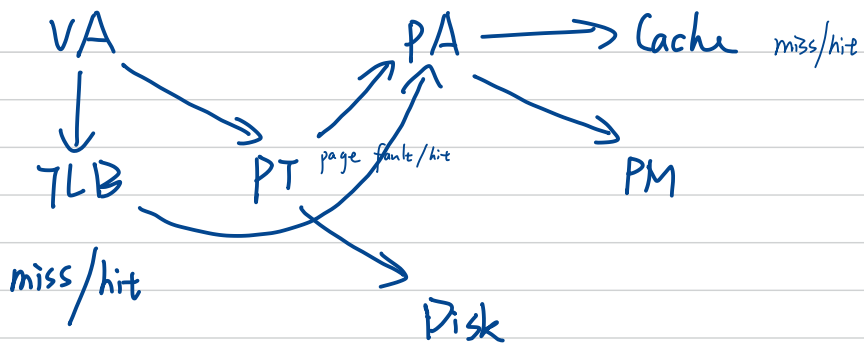 VA
PA
Cache
miss/hit
TLB
PT
page fault/hit
PM
miss/hit
Disk